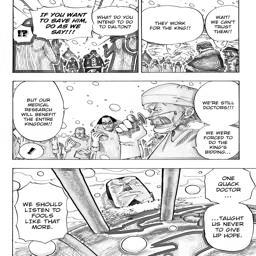 !?
IF YOU WANT
TO SAVE HIM,
DO AS WE
SAY!!!
WHAT DO YOU
INTEND TO DO
TO DALTON?
THEY WORK
FOR THE KING!!
WAIT!
WE CAN'T
TRUST
THEM!!
BUT OUR
MEDICAL
RESEARCH
WILL BENEFIT
THE ENTIRE
KINGDOM!!
WE'RE STILL
DOCTORS!!!
WE WERE
FORCED TO
DO THE
KING'S
BIDDING...
ONE
QUACK
DOCTOR
...
...TAUGHT
US NEVER
TO GIVE
UP HOPE.
WE SHOULD
LISTEN TO
FOOLS
LIKE THAT
MORE.